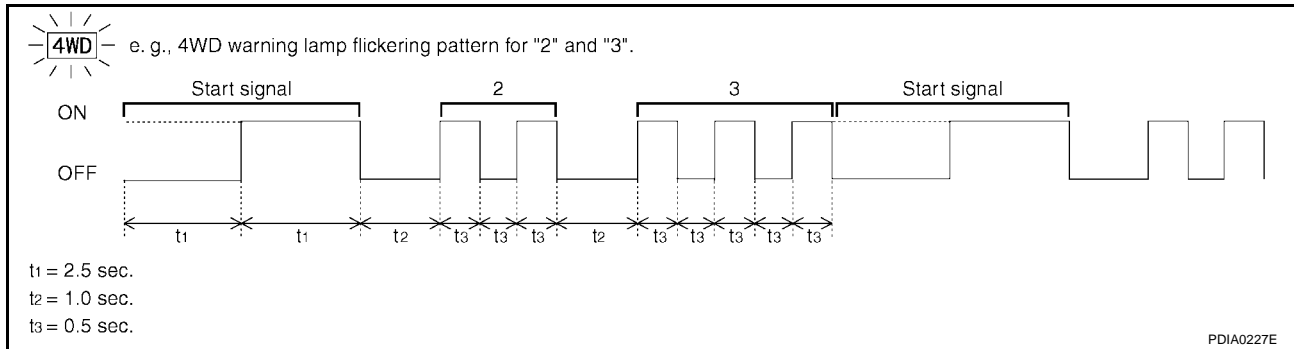 4WD e. g., 4WD warning lamp flickering pattern for "2" and "3".
Start signal 2 3 Start signal
ON
OFF
t1 t1 t2 t3 t3 t3 t2 t3 t3 t3 t3 t3
t1 = 2.5 sec.
t2 = 1.0 sec.
t3 = 0.5 sec.
PDIA0227E